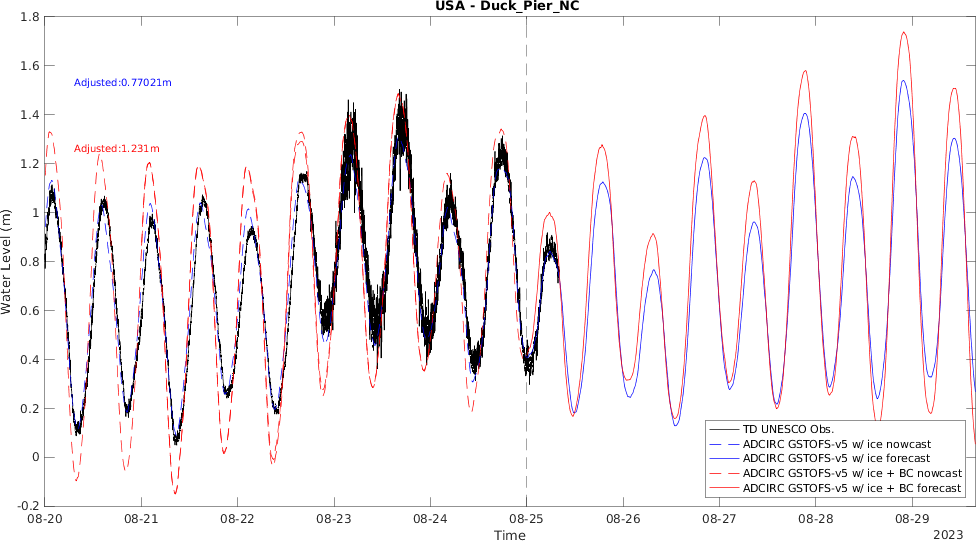 USA - Duck_Pier_NC
1.8
1.6
1.4
1.2
1
0.8
0.6
0.4
0.2
0
-0.2
Water Level (m)
Adjusted:0.77021m
Adjusted:1.231m
TD UNESCO Obs.
ADCIRC GSTOFS-v5 w/ ice nowcast
ADCIRC GSTOFS-v5 w/ ice forecast
ADCIRC GSTOFS-v5 w/ ice + BC nowcast
ADCIRC GSTOFS-v5 w/ ice + BC forecast
08-20 08-21 08-22 08-23 08-24 08-25 08-26 08-27 08-28 08-29
Time
2023